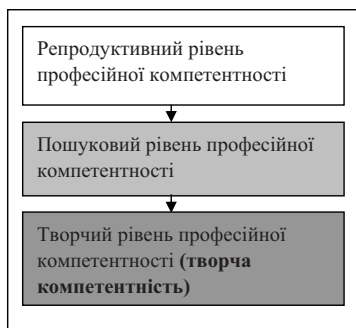 Репродуктивний рівень
професійної компетентності
Пошуковий рівень професійної
компетентності
Творчий рівень професійної
компетентності (творча
компетентність)